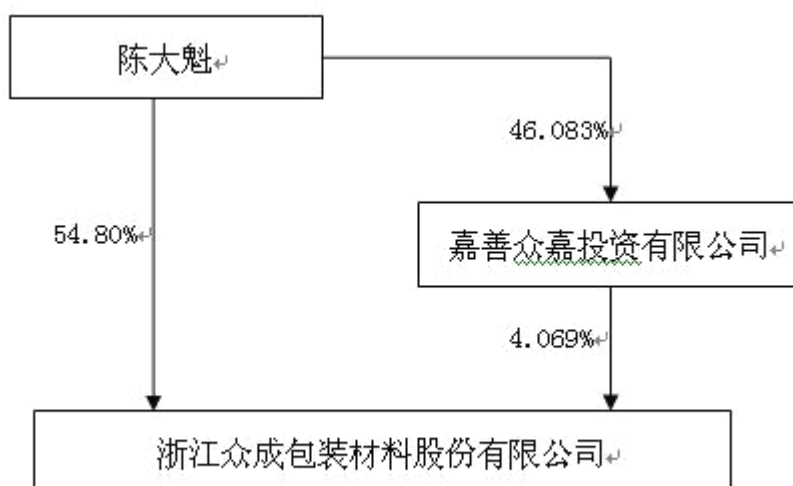 陈大魁
46.083%
54.80%
嘉善众嘉投资有限公司
4.069%
浙江众成包装材料股份有限公司